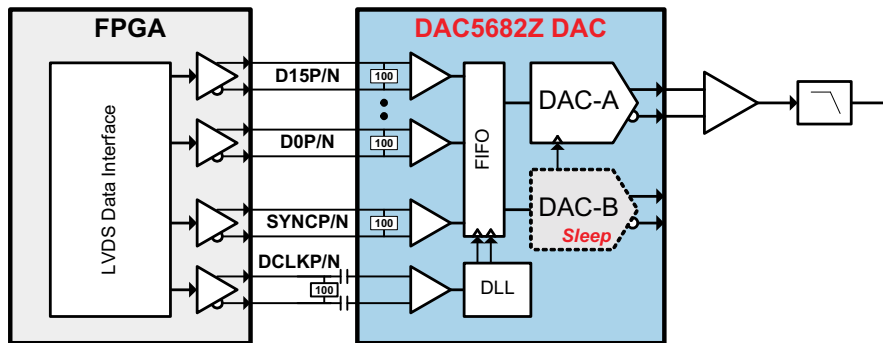 FPGA
DAC5682Z DAC
LVDS Data Interface
D15P/N
100
D0P/N
100
SYNCP/N
100
DCLKP/N
100
FIFO
DLL
DAC-A
DAC-B
Sleep